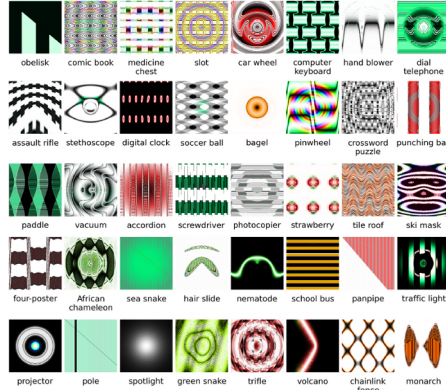 obelisk
comic book
medicine
chest
slot
car wheel
computer
keyboard
hand blower
dial
telephone
assault rifle
stethoscope
digital clock
soccer ball
bagel
pinwheel
crossword
puzzle
punching ba
paddle
vacuum
accordion
screwdriver
photocopier
strawberry
tile roof
ski mask
four-poster
African
chameleon
sea snake
hair slide
nematode
school bus
panpipe
traffic light
projector
pole
spotlight
green snake
trifle
volcano
chainlink
fence
monarch